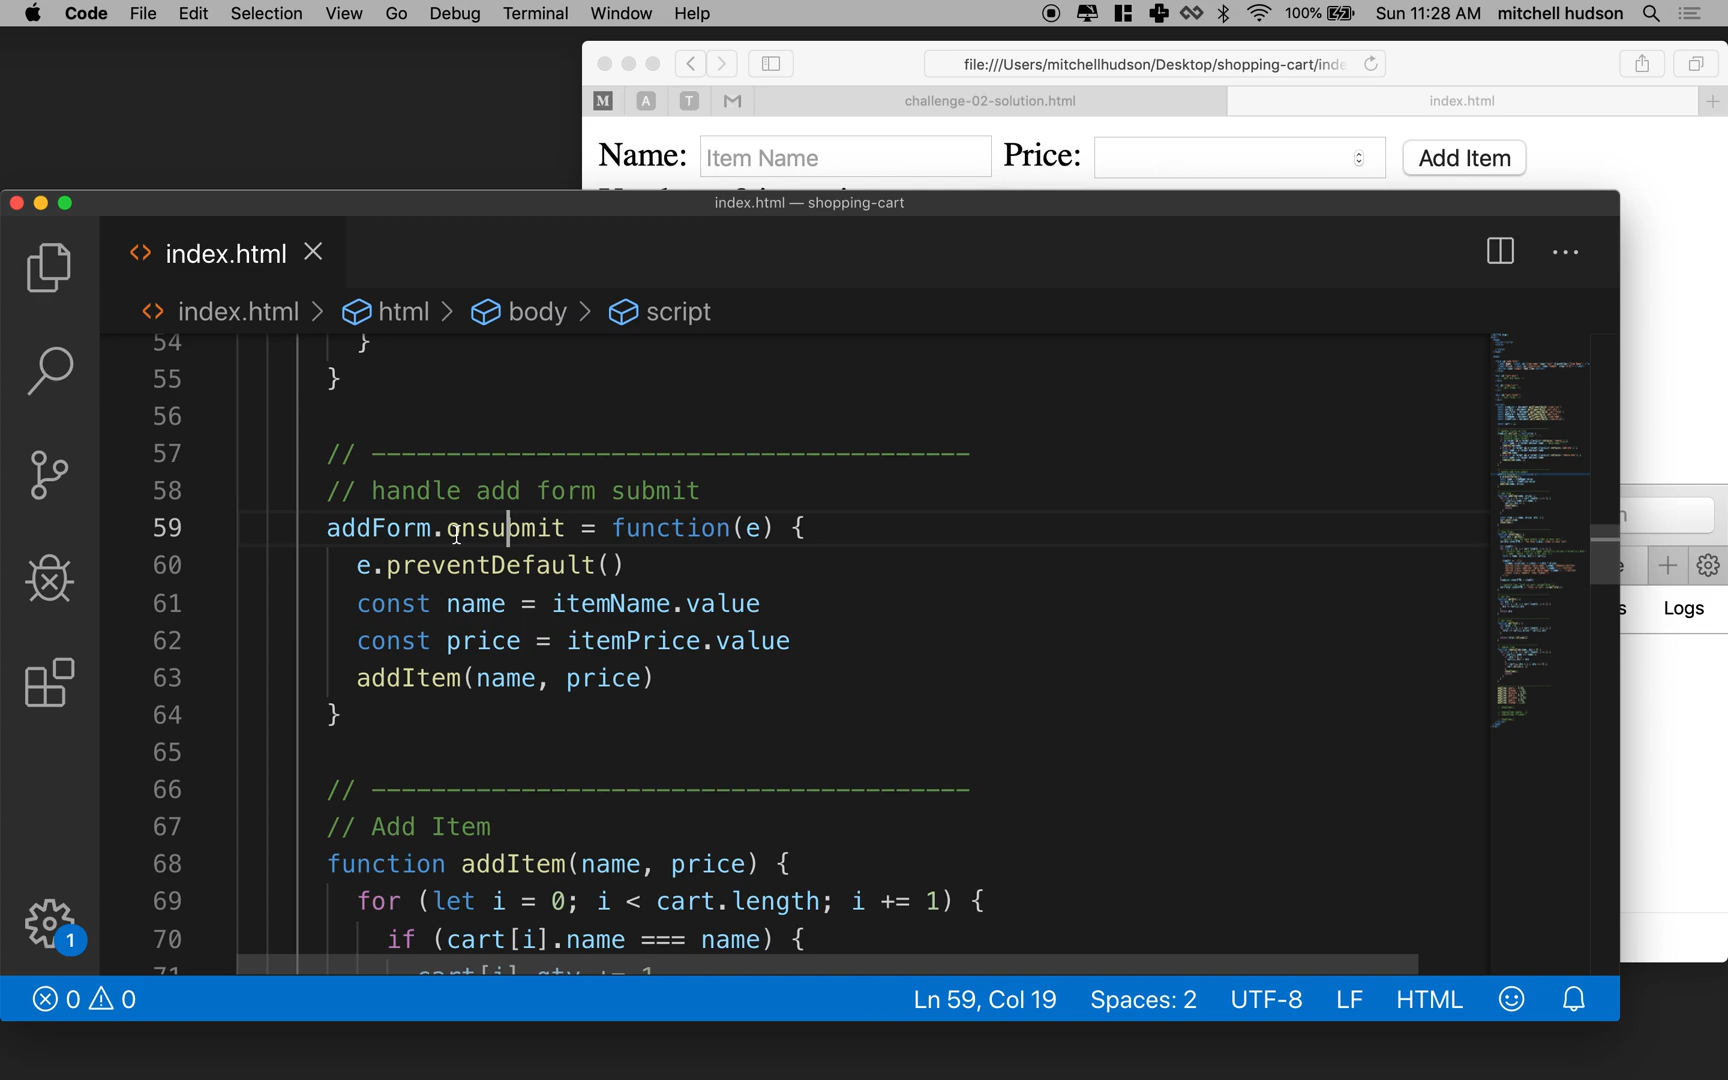 Code File Edit Selection View Go Debug Terminal Window Help 100% Sun 11:28 AM mitchell hudson
file:///Users/mitchellhudson/Desktop/shopping-cart/inde
M A T challenge-02-solution.html index.html
Name: Item Name Price: Add Item
index.html — shopping-cart
index.html
index.html > html > body > script
54 }
55 }
56
57 // ----------------------------------------
58 // handle add form submit
59 addForm.onsubmit = function(e) {
60 e.preventDefault()
61 const name = itemName.value
62 const price = itemPrice.value
63 addItem(name, price)
64 }
65
66 // ----------------------------------------
67 // Add Item
68 function addItem(name, price) {
69 for (let i = 0; i < cart.length; i += 1) {
70 if (cart[i].name === name) {
71 cart[i].qty += 1
Logs
1
0 0 Ln 59, Col 19 Spaces: 2 UTF-8 LF HTML